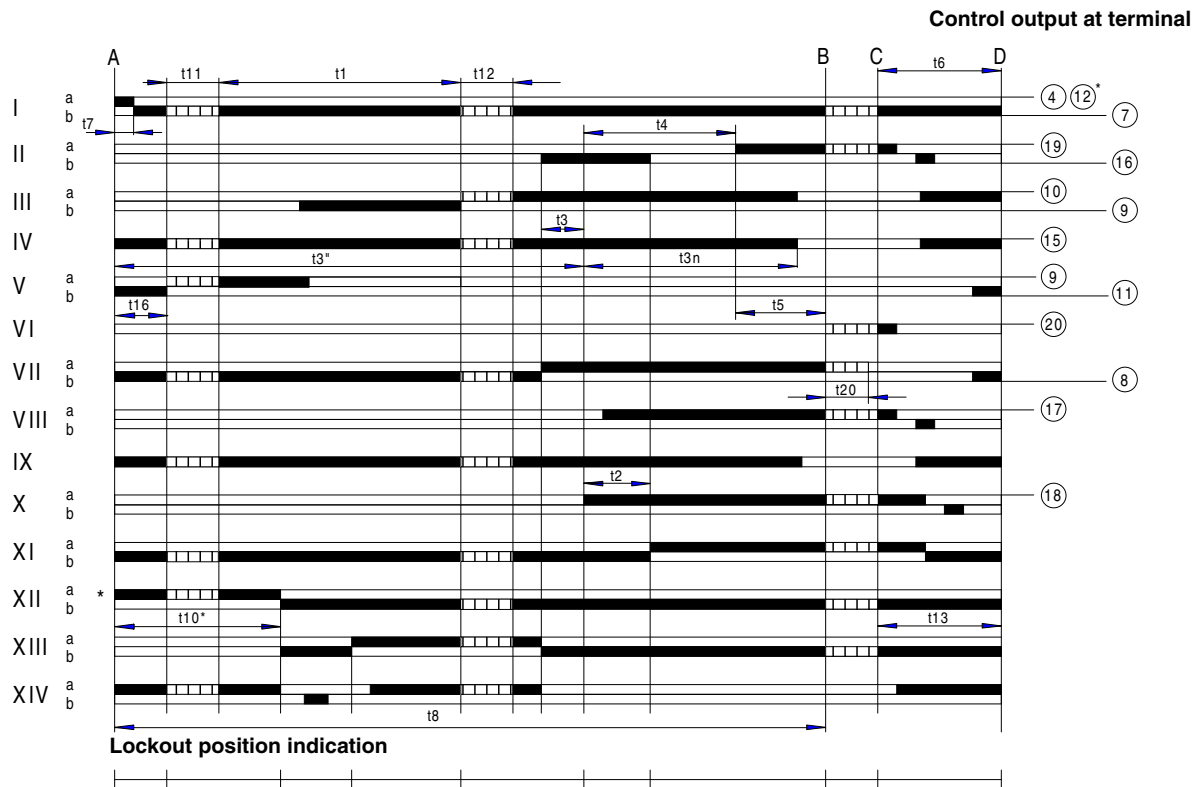 Control output at terminal
A B C D
t11 t1 t12 t6
I a b 4 12 * 7
t7 t4
II a b 19 16
III a b 10 9
t3
IV 15
t3" t3n
V a b 9 11
t16 t5
VI 20
VII a b 8
t20
VIII a b 17
IX
t2
X a b 18
XI a b
XII a b *
t10* t13
XIII a b
XIV a b
t8
Lockout position indication